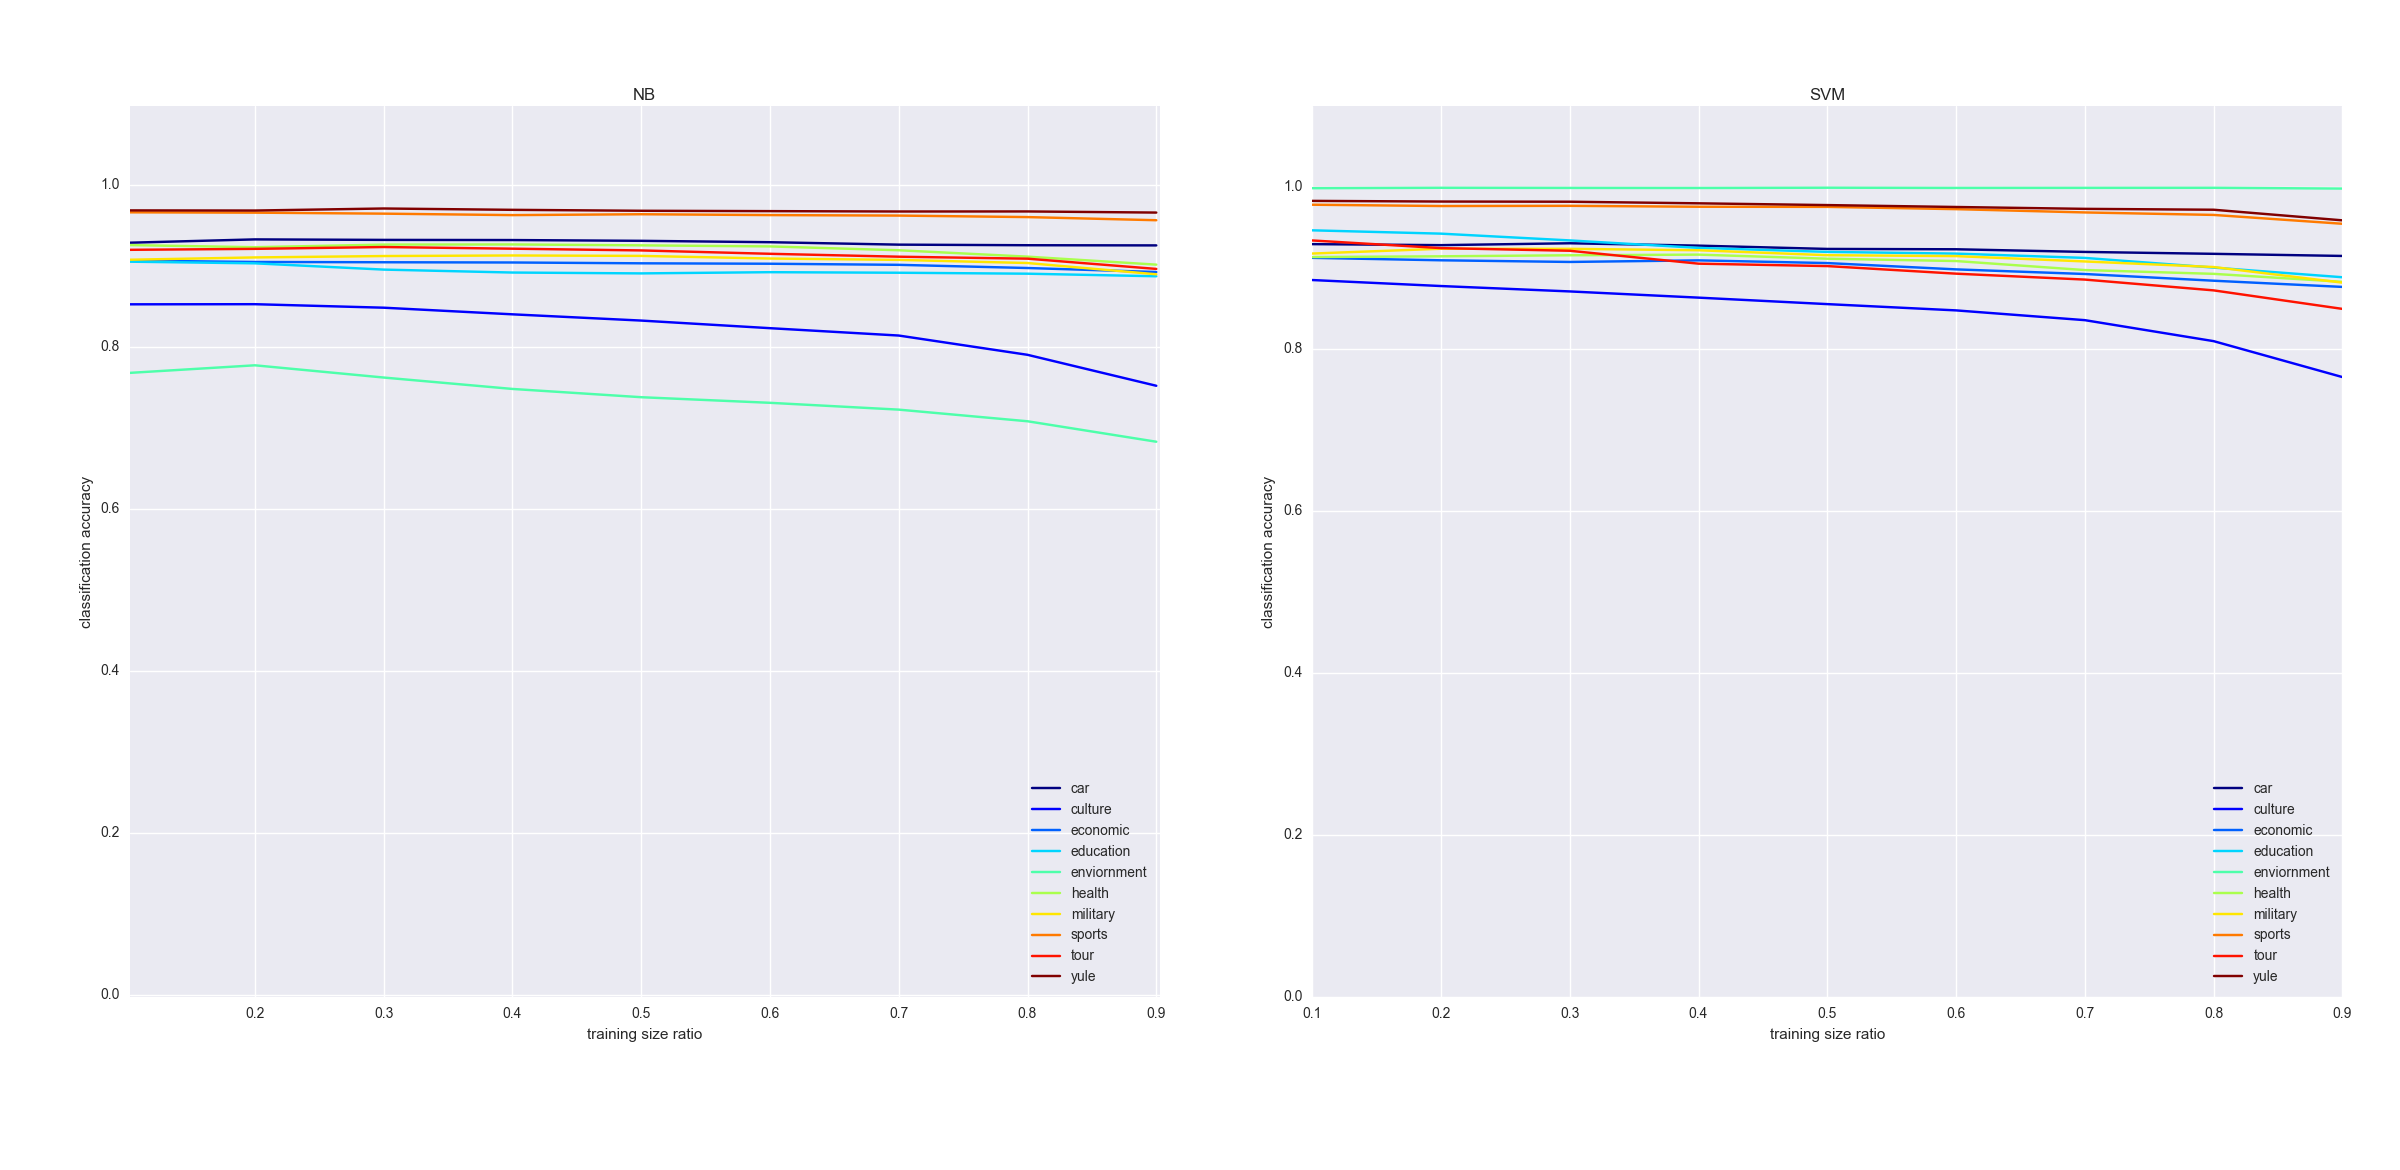 NB
1.0
0.8
0.6
0.4
0.2
0.0
classification accuracy
car
culture
economic
education
enviornment
health
military
sports
tour
yule
0.2 0.3 0.4 0.5 0.6 0.7 0.8 0.9
training size ratio
SVM
1.0
0.8
0.6
0.4
0.2
0.0
classification accuracy
car
culture
economic
education
enviornment
health
military
sports
tour
yule
0.1 0.2 0.3 0.4 0.5 0.6 0.7 0.8 0.9
training size ratio